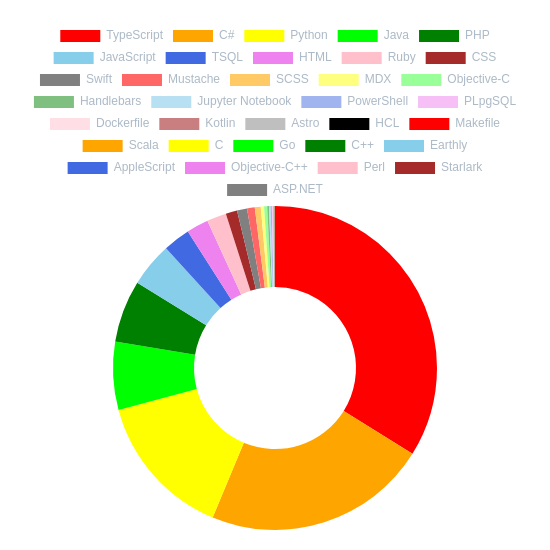 TypeScript C# Python Java PHP
JavaScript TSQL HTML Ruby CSS
Swift Mustache SCSS MDX Objective-C
Handlebars Jupyter Notebook PowerShell PLpgSQL
Dockerfile Kotlin Astro HCL Makefile
Scala C Go C++ Earthly
AppleScript Objective-C++ Perl Starlark
ASP.NET